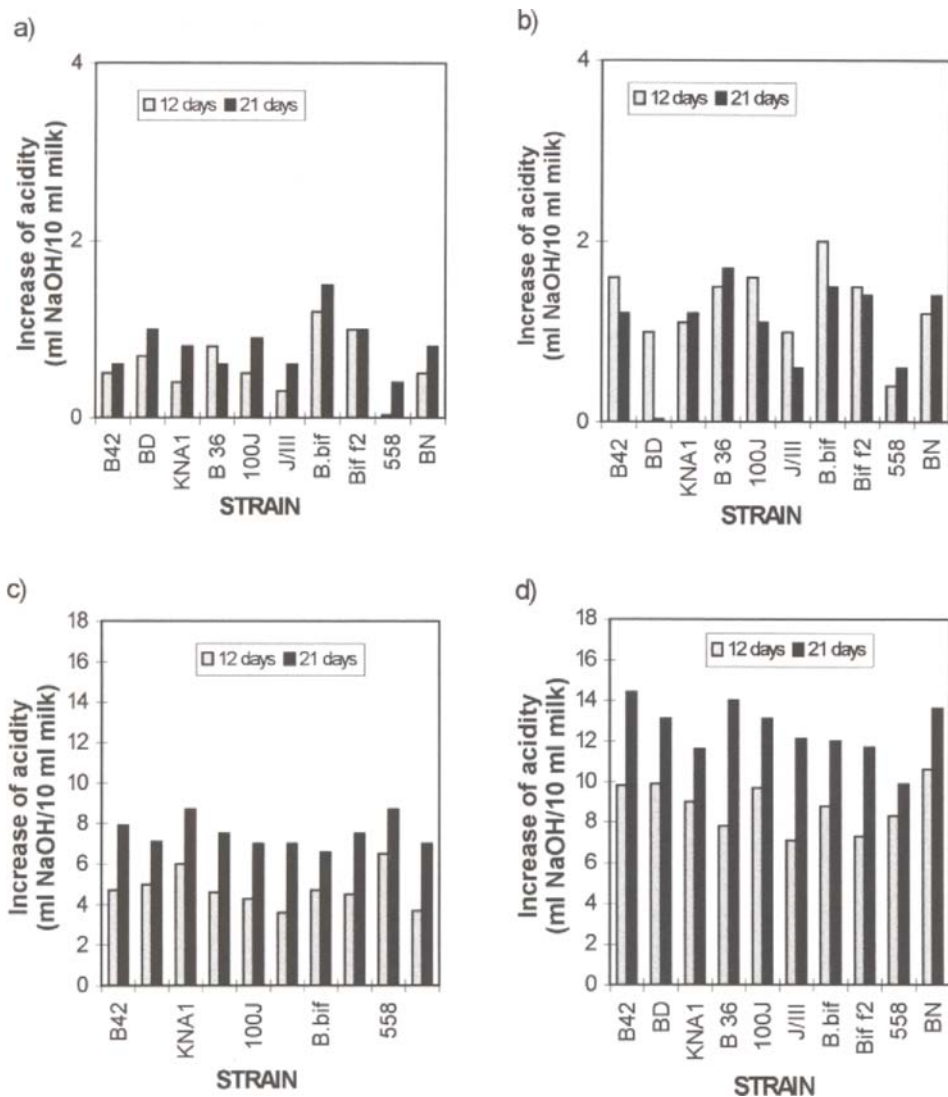 a)
4
2
0
Increase of acidity
(ml NaOH/10 ml milk)
12 days 21 days
B42 BD KNA1 B 36 100J J/III B.bif Bif f2 558 BN
STRAIN
b)
4
2
0
Increase of acidity
(ml NaOH/10 ml milk)
12 days 21 days
B42 BD KNA1 B 36 100J J/III B.bif Bif f2 558 BN
STRAIN
c)
18
16
14
12
10
8
6
4
2
0
Increase of acidity
(ml NaOH/10 ml milk)
12 days 21 days
B42 KNA1 100J B.bif 558
STRAIN
d)
18
16
14
12
10
8
6
4
2
0
Increase of acidity
(ml NaOH/10 ml milk)
12 days 21 days
B42 BD KNA1 B 36 100J J/III B.bif Bif f2 558 BN
STRAIN